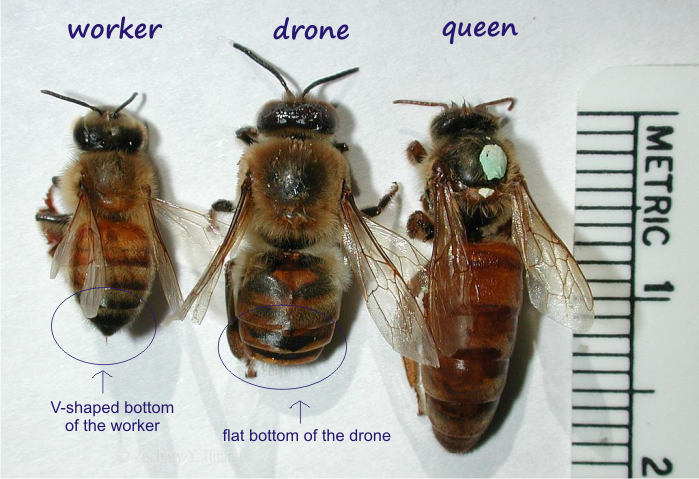 worker
drone
queen
METRIC
1
2
V-shaped bottom
of the worker
flat bottom of the drone